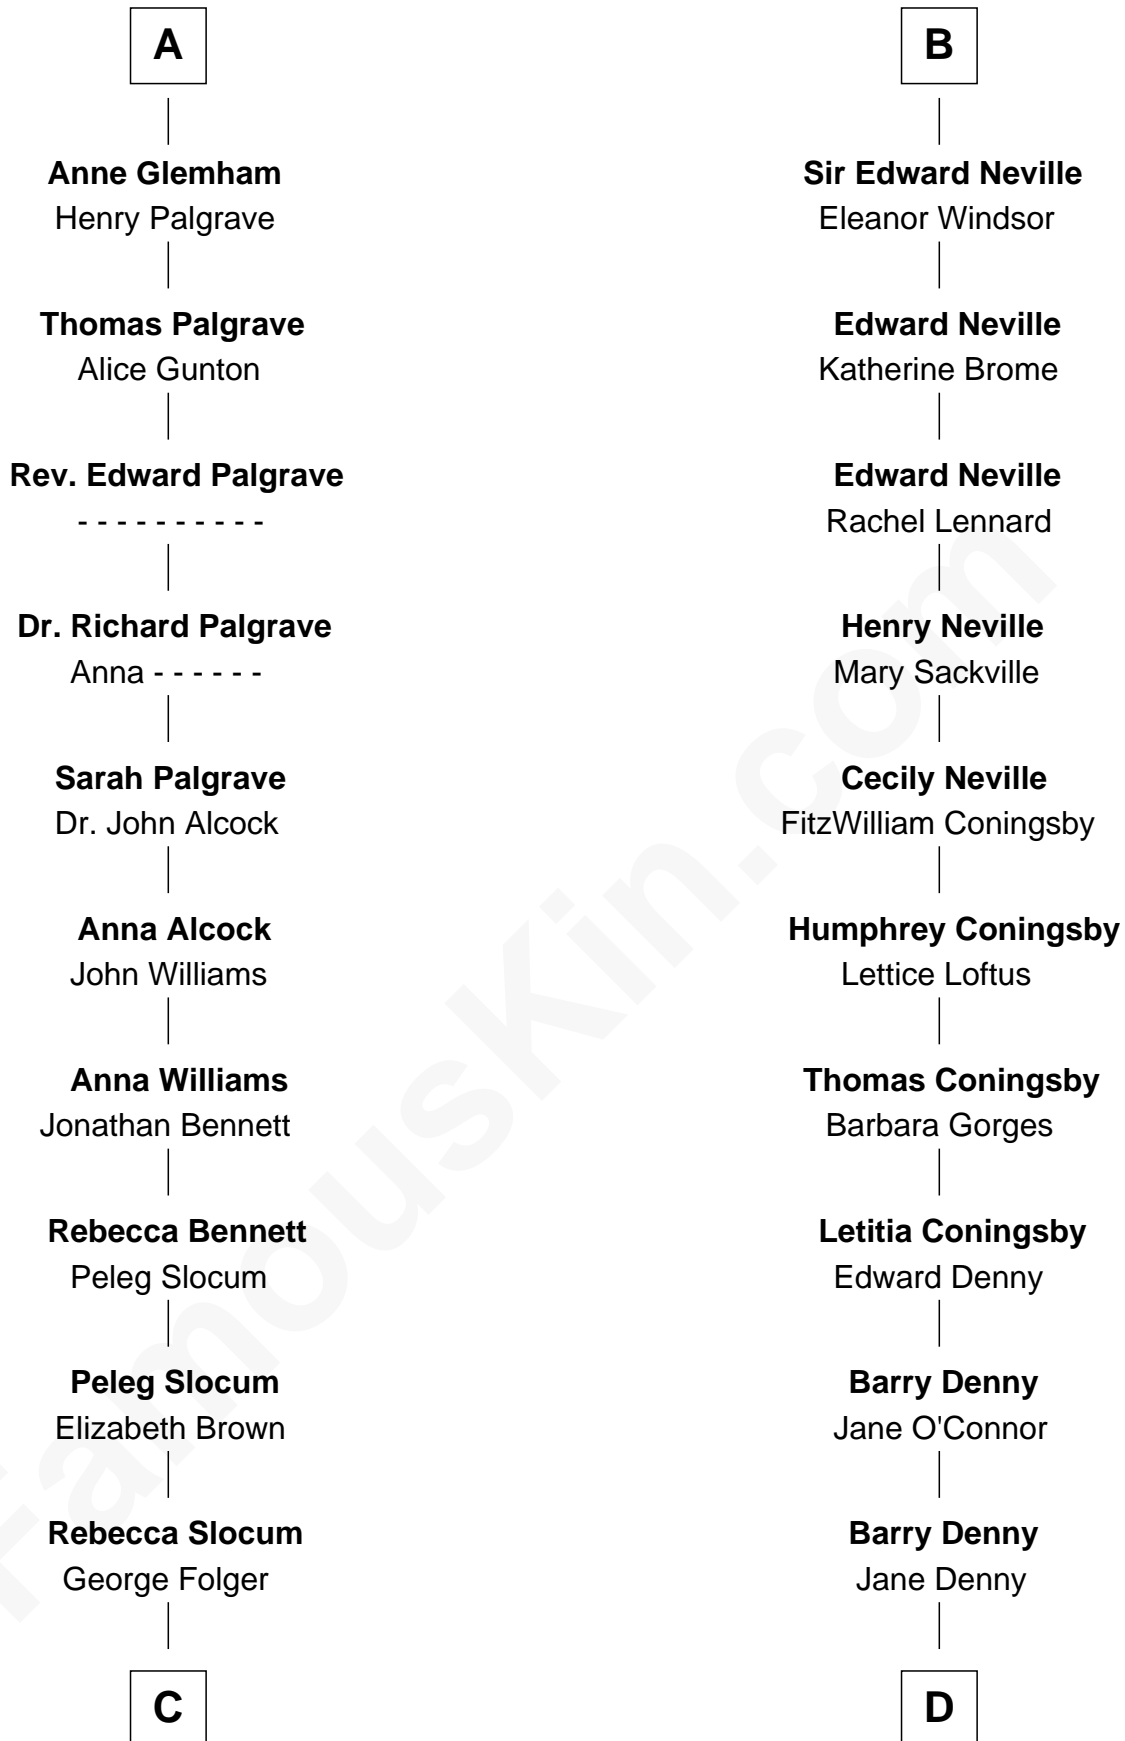 A
Anne Glemham
Henry Palgrave
Thomas Palgrave
Alice Gunton
Rev. Edward Palgrave
- - - - - - - - - -
Dr. Richard Palgrave
Anna - - - - - -
Sarah Palgrave
Dr. John Alcock
Anna Alcock
John Williams
Anna Williams
Jonathan Bennett
Rebecca Bennett
Peleg Slocum
Peleg Slocum
Elizabeth Brown
Rebecca Slocum
George Folger
C
B
Sir Edward Neville
Eleanor Windsor
Edward Neville
Katherine Brome
Edward Neville
Rachel Lennard
Henry Neville
Mary Sackville
Cecily Neville
FitzWilliam Coningsby
Humphrey Coningsby
Lettice Loftus
Thomas Coningsby
Barbara Gorges
Letitia Coningsby
Edward Denny
Barry Denny
Jane O'Connor
Barry Denny
Jane Denny
D
FamousKin.com